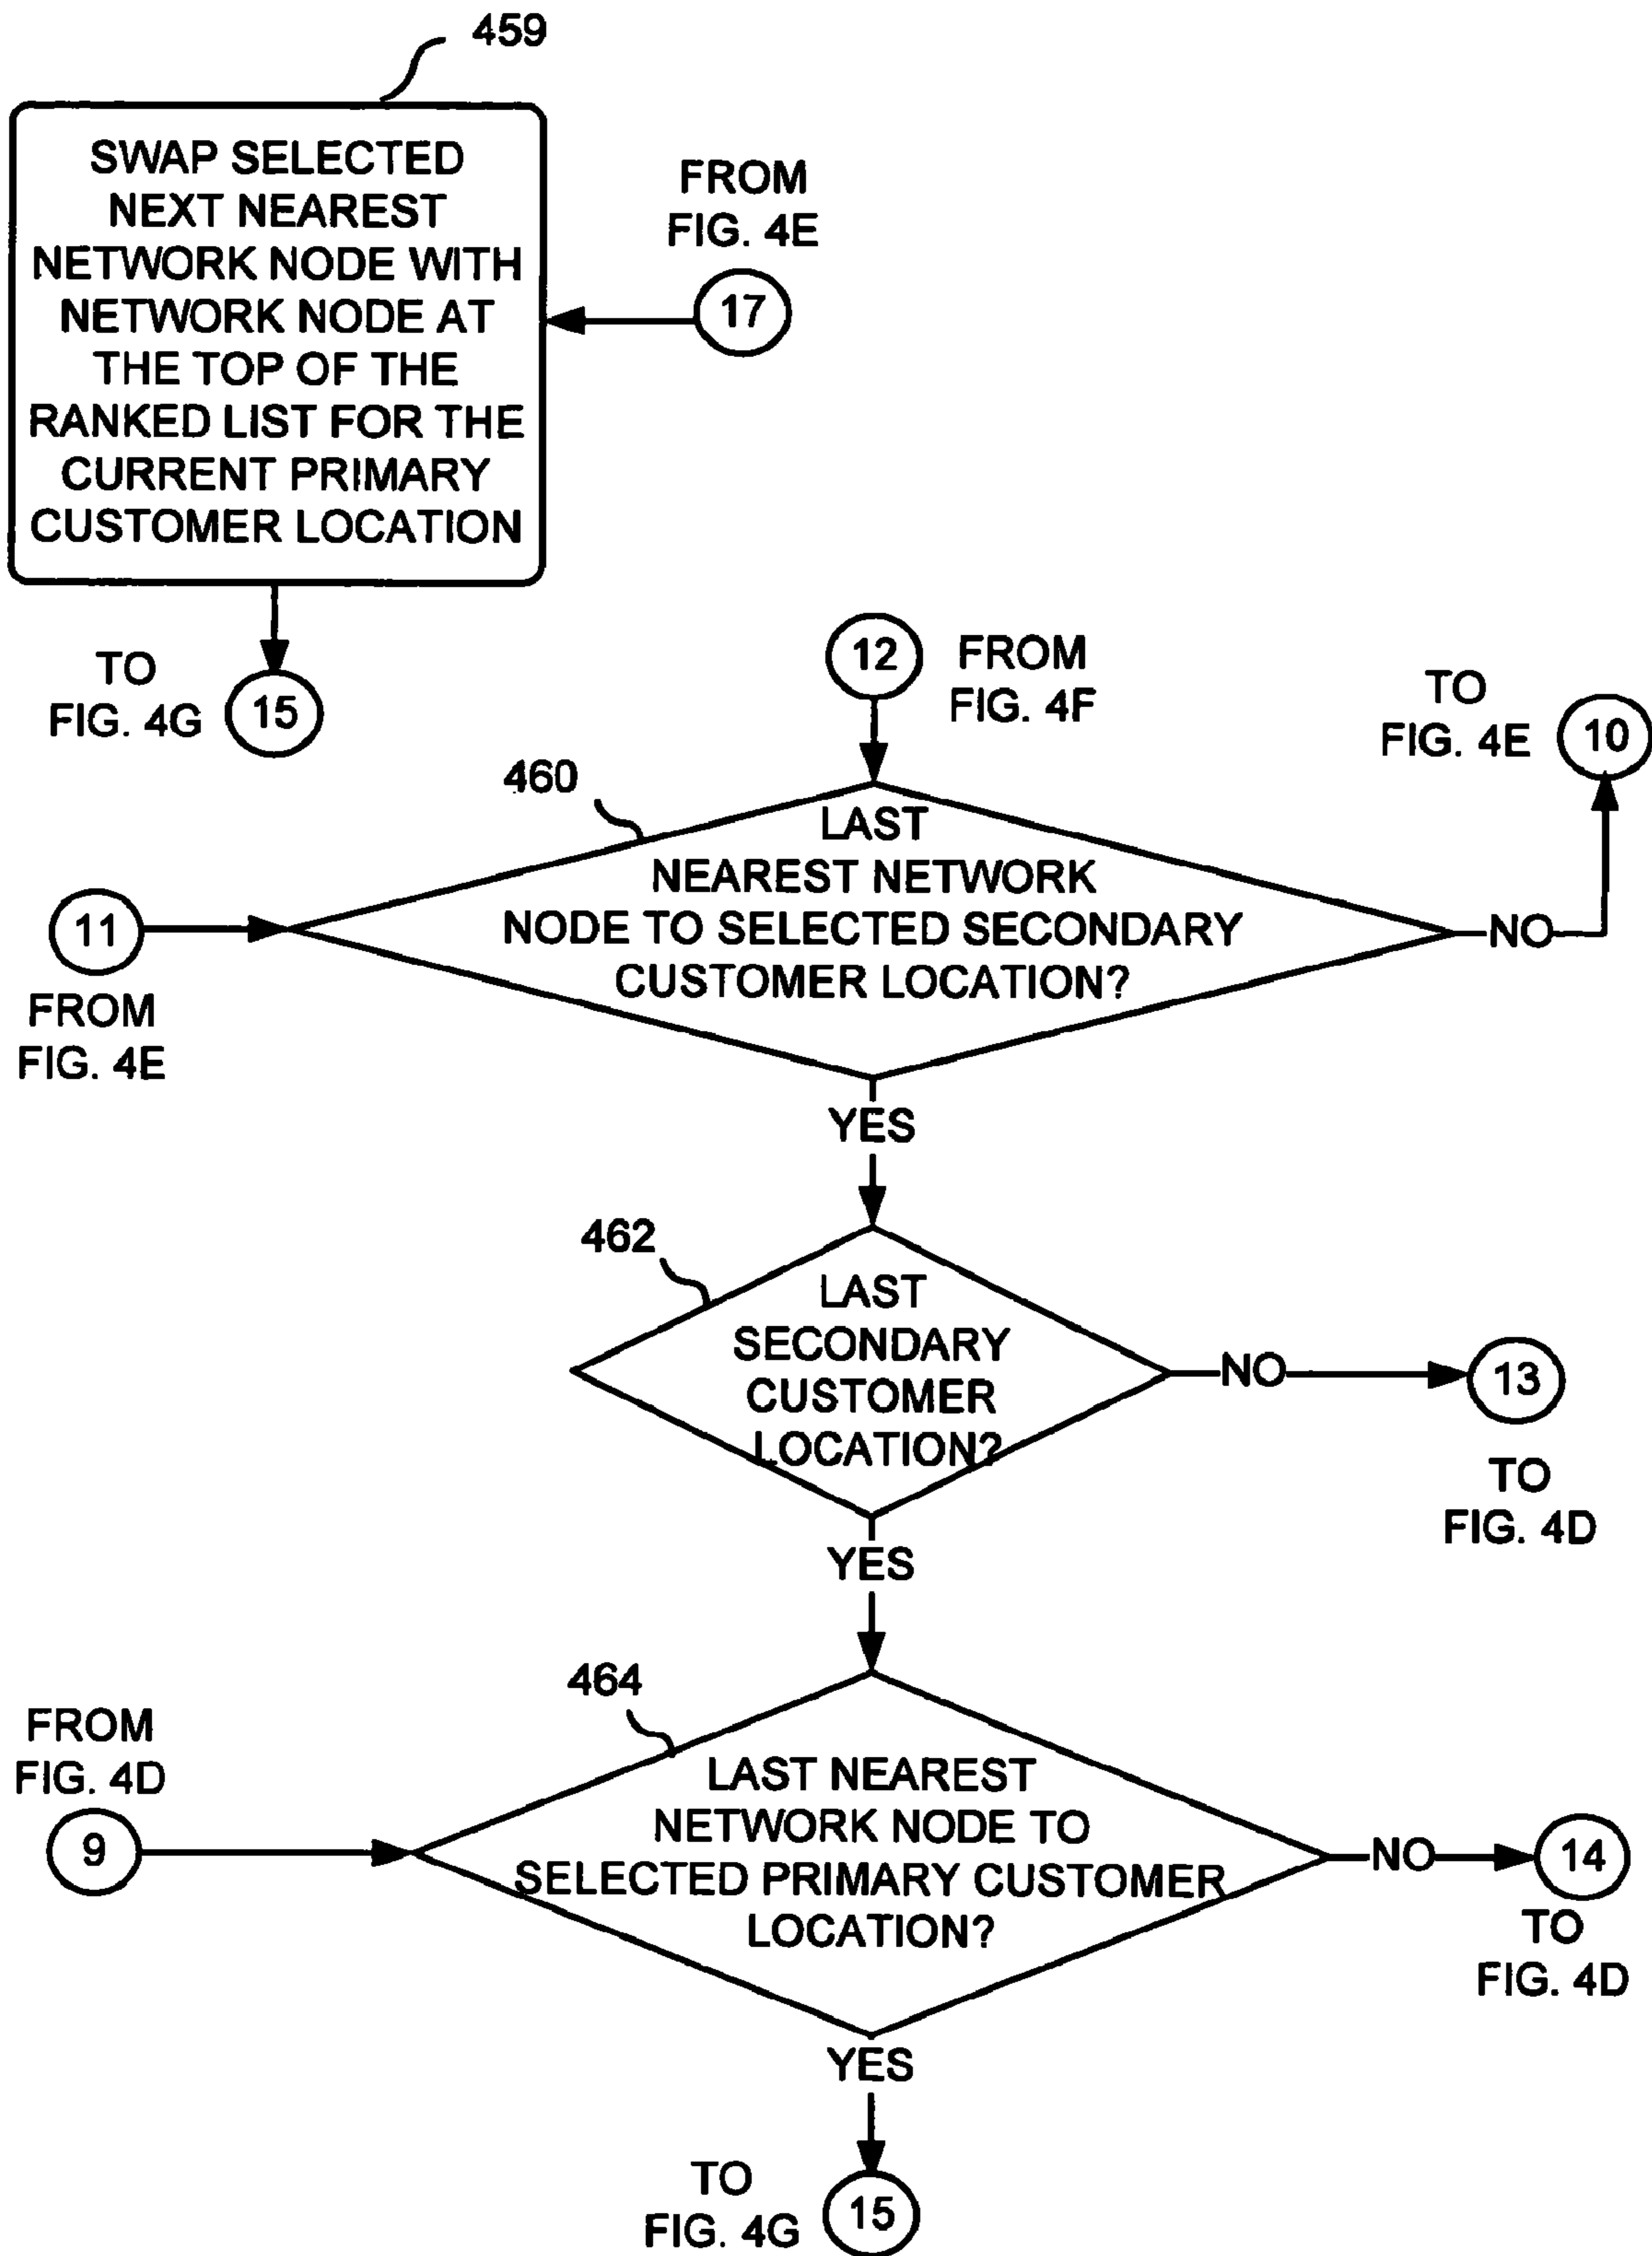 459
SWAP SELECTED
NEXT NEAREST
NETWORK NODE WITH
NETWORK NODE AT
THE TOP OF THE
RANKED LIST FOR THE
CURRENT PRIMARY
CUSTOMER LOCATION
FROM
FIG. 4E
17
TO
FIG. 4G
15
12
FROM
FIG. 4F
TO
FIG. 4E
10
460
LAST
NEAREST NETWORK
NODE TO SELECTED SECONDARY
CUSTOMER LOCATION?
NO
11
FROM
FIG. 4E
YES
462
LAST
SECONDARY
CUSTOMER
LOCATION?
NO
13
TO
FIG. 4D
YES
464
FROM
FIG. 4D
9
LAST NEAREST
NETWORK NODE TO
SELECTED PRIMARY CUSTOMER
LOCATION?
NO
14
TO
FIG. 4D
YES
TO
FIG. 4G
15